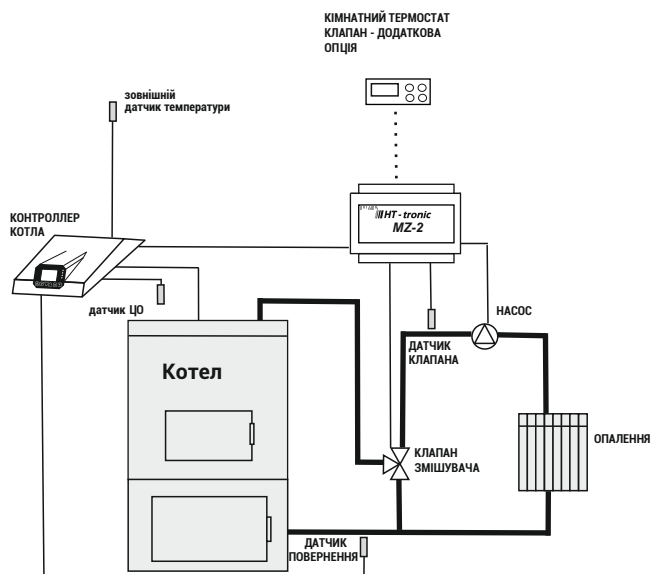 КІМНАТНИЙ ТЕРМОСТАТ
КЛАПАН - ДОДАТКОВА
ОПЦІЯ
зовнішній
датчик температури
HT - tronic
MZ-2
КОНТРОЛЛЕР
КОТЛА
датчик ЦО
НАСОС
ДАТЧИК
КЛАПАНА
Котел
ОПАЛЕННЯ
КЛАПАН
ЗМІШУВАЧА
ДАТЧИК
ПОВЕРНЕННЯ